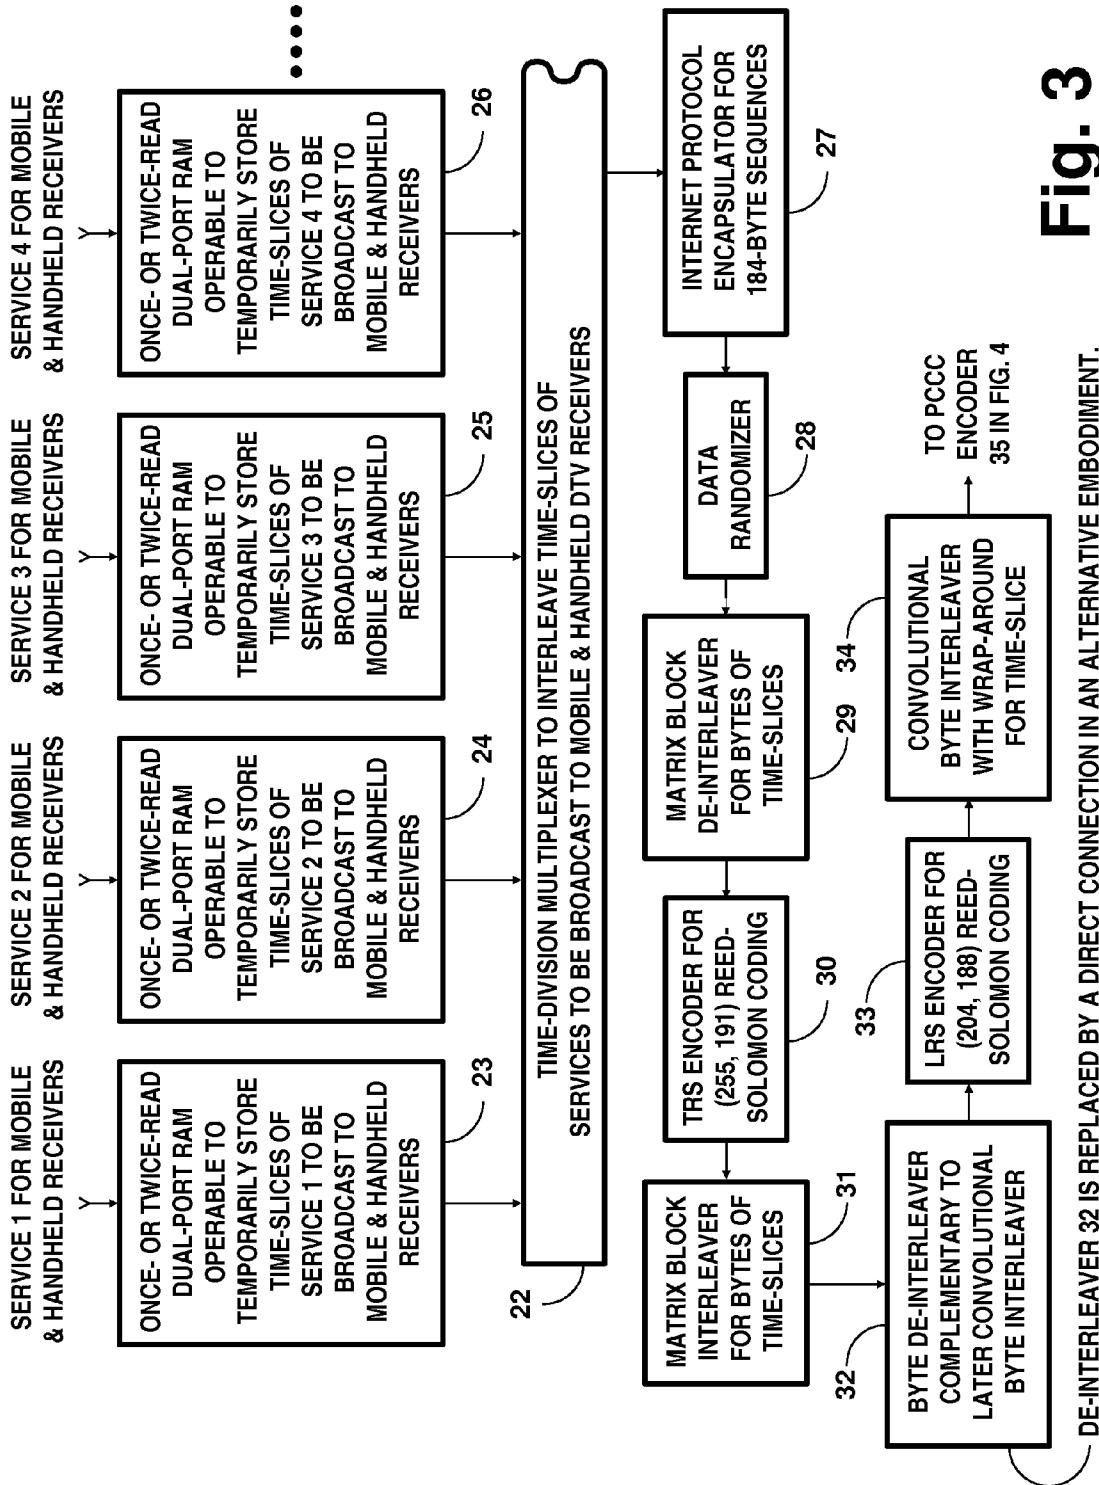 SERVICE 1 FOR MOBILE
& HANDHELD RECEIVERS
SERVICE 2 FOR MOBILE
& HANDHELD RECEIVERS
SERVICE 3 FOR MOBILE
& HANDHELD RECEIVERS
SERVICE 4 FOR MOBILE
& HANDHELD RECEIVERS
ONCE- OR TWICE-READ
DUAL-PORT RAM
OPERABLE TO
TEMPORARILY STORE
TIME-SLICES OF
SERVICE 1 TO BE
BROADCAST TO
MOBILE & HANDHELD
RECEIVERS
23
ONCE- OR TWICE-READ
DUAL-PORT RAM
OPERABLE TO
TEMPORARILY STORE
TIME-SLICES OF
SERVICE 2 TO BE
BROADCAST TO
MOBILE & HANDHELD
RECEIVERS
24
ONCE- OR TWICE-READ
DUAL-PORT RAM
OPERABLE TO
TEMPORARILY STORE
TIME-SLICES OF
SERVICE 3 TO BE
BROADCAST TO
MOBILE & HANDHELD
RECEIVERS
25
ONCE- OR TWICE-READ
DUAL-PORT RAM
OPERABLE TO
TEMPORARILY STORE
TIME-SLICES OF
SERVICE 4 TO BE
BROADCAST TO
MOBILE & HANDHELD
RECEIVERS
26
TIME-DIVISION MULTIPLEXER TO INTERLEAVE TIME-SLICES OF
SERVICES TO BE BROADCAST TO MOBILE & HANDHELD DTV RECEIVERS
22
INTERNET PROTOCOL
ENCAPSULATOR FOR
184-BYTE SEQUENCES
27
DATA
RANDOMIZER
28
MATRIX BLOCK
DE-INTERLEAVER
FOR BYTES OF
TIME-SLICES
29
TRS ENCODER FOR
(255, 191) REED-
SOLOMON CODING
30
MATRIX BLOCK
INTERLEAVER
FOR BYTES OF
TIME-SLICES
31
32
BYTE DE-INTERLEAVER
COMPLEMENTARY TO
LATER CONVOLUTIONAL
BYTE INTERLEAVER
33
LRS ENCODER FOR
(204, 188) REED-
SOLOMON CODING
34
CONVOLUTIONAL
BYTE INTERLEAVER
WITH WRAP-AROUND
FOR TIME-SLICE
TO PCCC
ENCODER
35 IN FIG. 4
DE-INTERLEAVER 32 IS REPLACED BY A DIRECT CONNECTION IN AN ALTERNATIVE EMBODIMENT.
Fig. 3